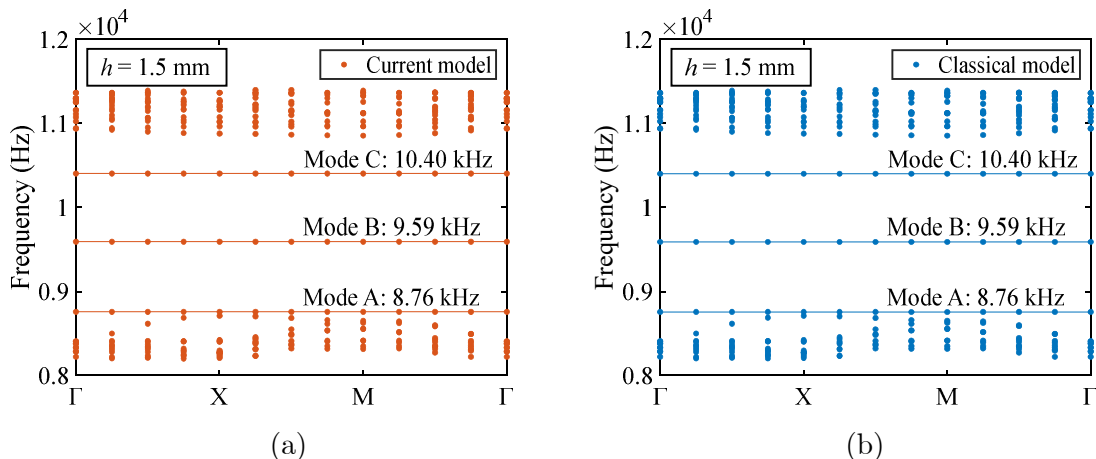 ×10⁴
1.2
h = 1.5 mm
Current model
1.1
Mode C: 10.40 kHz
1
Mode B: 9.59 kHz
0.9
Mode A: 8.76 kHz
0.8
Frequency (Hz)
Γ X M Γ
(a)
×10⁴
1.2
h = 1.5 mm
Classical model
1.1
Mode C: 10.40 kHz
1
Mode B: 9.59 kHz
0.9
Mode A: 8.76 kHz
0.8
Frequency (Hz)
Γ X M Γ
(b)